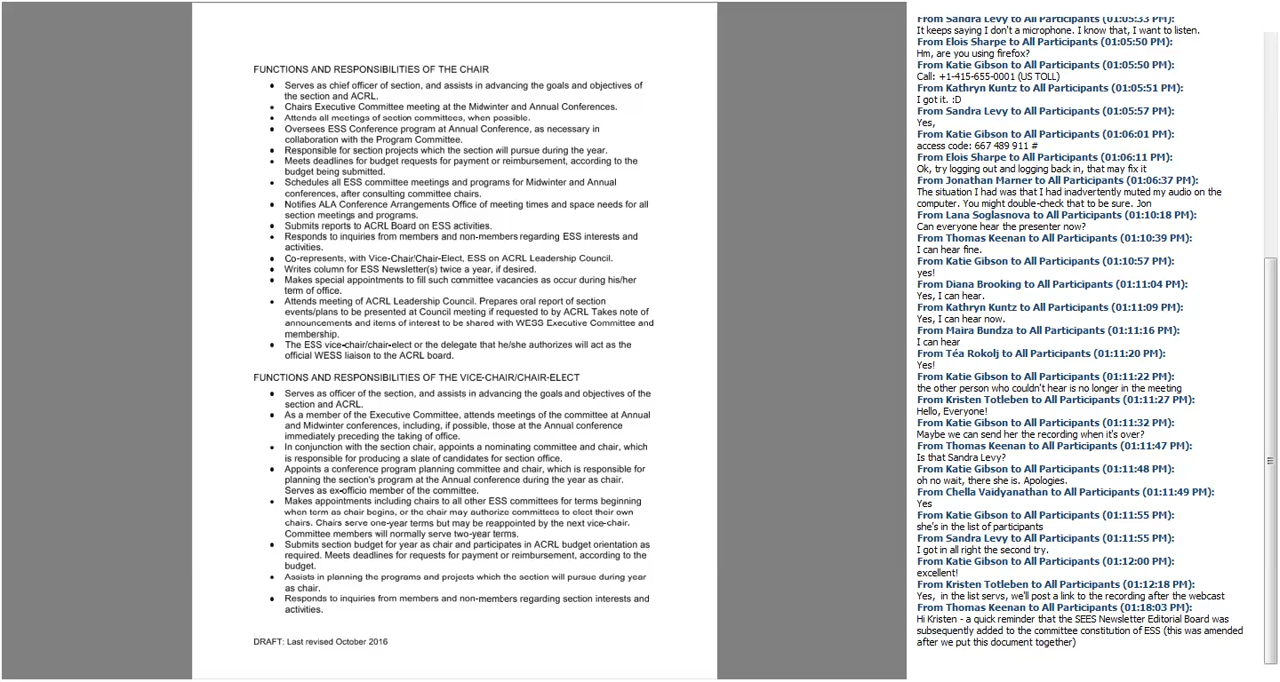 FUNCTIONS AND RESPONSIBILITIES OF THE CHAIR
• Serves as chief officer of section, and assists in advancing the goals and objectives of
the section and ACRL.
• Chairs Executive Committee meeting at the Midwinter and Annual Conferences.
• Attends all meetings of section committees, when possible.
• Oversees ESS Conference program at Annual Conference, as necessary in
collaboration with the Program Committee.
• Responsible for section projects which the section will pursue during the year.
• Meets deadlines for budget requests for payment or reimbursement, according to the
budget being submitted.
• Schedules all ESS committee meetings and programs for Midwinter and Annual
conferences, after consulting committee chairs.
• Notifies ALA Conference Arrangements Office of meeting times and space needs for all
section meetings and programs.
• Submits reports to ACRL Board on ESS activities.
• Responds to inquiries from members and non-members regarding ESS interests and
activities.
• Co-represents, with Vice-Chair/Chair-Elect, ESS on ACRL Leadership Council.
• Writes column for ESS Newsletter(s) twice a year, if desired.
• Makes special appointments to fill such committee vacancies as occur during his/her
term of office.
• Attends meeting of ACRL Leadership Council. Prepares oral report of section
events/plans to be presented at Council meeting if requested to by ACRL Takes note of
announcements and items of interest to be shared with WESS Executive Committee and
membership.
• The ESS vice-chair/chair-elect or the delegate that he/she authorizes will act as the
official WESS liaison to the ACRL board.
FUNCTIONS AND RESPONSIBILITIES OF THE VICE-CHAIR/CHAIR-ELECT
• Serves as officer of the section, and assists in advancing the goals and objectives of the
section and ACRL.
• As a member of the Executive Committee, attends meetings of the committee at Annual
and Midwinter conferences, including, if possible, those at the Annual conference
immediately preceding the taking of office.
• In conjunction with the section chair, appoints a nominating committee and chair, which
is responsible for producing a slate of candidates for section office.
• Appoints a conference program planning committee and chair, which is responsible for
planning the section's program at the Annual conference during the year as chair.
Serves as ex-officio member of the committee.
• Makes appointments including chairs to all other ESS committees for terms beginning
when term as chair begins, or the chair may authorize committees to elect their own
chairs. Chairs serve one-year terms but may be reappointed by the next vice-chair.
Committee members will normally serve two-year terms.
• Submits section budget for year as chair and participates in ACRL budget orientation as
required. Meets deadlines for requests for payment or reimbursement, according to the
budget.
• Assists in planning the programs and projects which the section will pursue during year
as chair.
• Responds to inquiries from members and non-members regarding section interests and
activities.
DRAFT: Last revised October 2016
From Sandra Levy to All Participants (01:05:33 PM):
It keeps saying I don't a microphone. I know that, I want to listen.
From Elois Sharpe to All Participants (01:05:50 PM):
Hm, are you using firefox?
From Katie Gibson to All Participants (01:05:50 PM):
Call: +1-415-655-0001 (US TOLL)
From Kathryn Kuntz to All Participants (01:05:51 PM):
I got it. :D
From Sandra Levy to All Participants (01:05:57 PM):
Yes,
From Katie Gibson to All Participants (01:06:01 PM):
access code: 667 489 911 #
From Elois Sharpe to All Participants (01:06:11 PM):
Ok, try logging out and logging back in, that may fix it
From Jonathan Marner to All Participants (01:06:37 PM):
The situation I had was that I had inadvertently muted my audio on the
computer. You might double-check that to be sure. Jon
From Lana Soglasnova to All Participants (01:10:18 PM):
Can everyone hear the presenter now?
From Thomas Keenan to All Participants (01:10:39 PM):
I can hear fine.
From Katie Gibson to All Participants (01:10:57 PM):
yes!
From Diana Brooking to All Participants (01:11:04 PM):
Yes, I can hear.
From Kathryn Kuntz to All Participants (01:11:09 PM):
Yes, I can hear now.
From Maira Bundza to All Participants (01:11:16 PM):
I can hear
From Téa Rokolj to All Participants (01:11:20 PM):
Yes!
From Katie Gibson to All Participants (01:11:22 PM):
the other person who couldn't hear is no longer in the meeting
From Kristen Totleben to All Participants (01:11:27 PM):
Hello, Everyone!
From Katie Gibson to All Participants (01:11:32 PM):
Maybe we can send her the recording when it's over?
From Thomas Keenan to All Participants (01:11:47 PM):
Is that Sandra Levy?
From Katie Gibson to All Participants (01:11:48 PM):
oh no wait, there she is. Apologies.
From Chella Vaidyanathan to All Participants (01:11:49 PM):
Yes
From Katie Gibson to All Participants (01:11:55 PM):
she's in the list of participants
From Sandra Levy to All Participants (01:11:55 PM):
I got in all right the second try.
From Katie Gibson to All Participants (01:12:00 PM):
excellent!
From Kristen Totleben to All Participants (01:12:18 PM):
Yes, in the list servs, we'll post a link to the recording after the webcast
From Thomas Keenan to All Participants (01:18:03 PM):
Hi Kristen - a quick reminder that the SEES Newsletter Editorial Board was
subsequently added to the committee constitution of ESS (this was amended
after we put this document together)